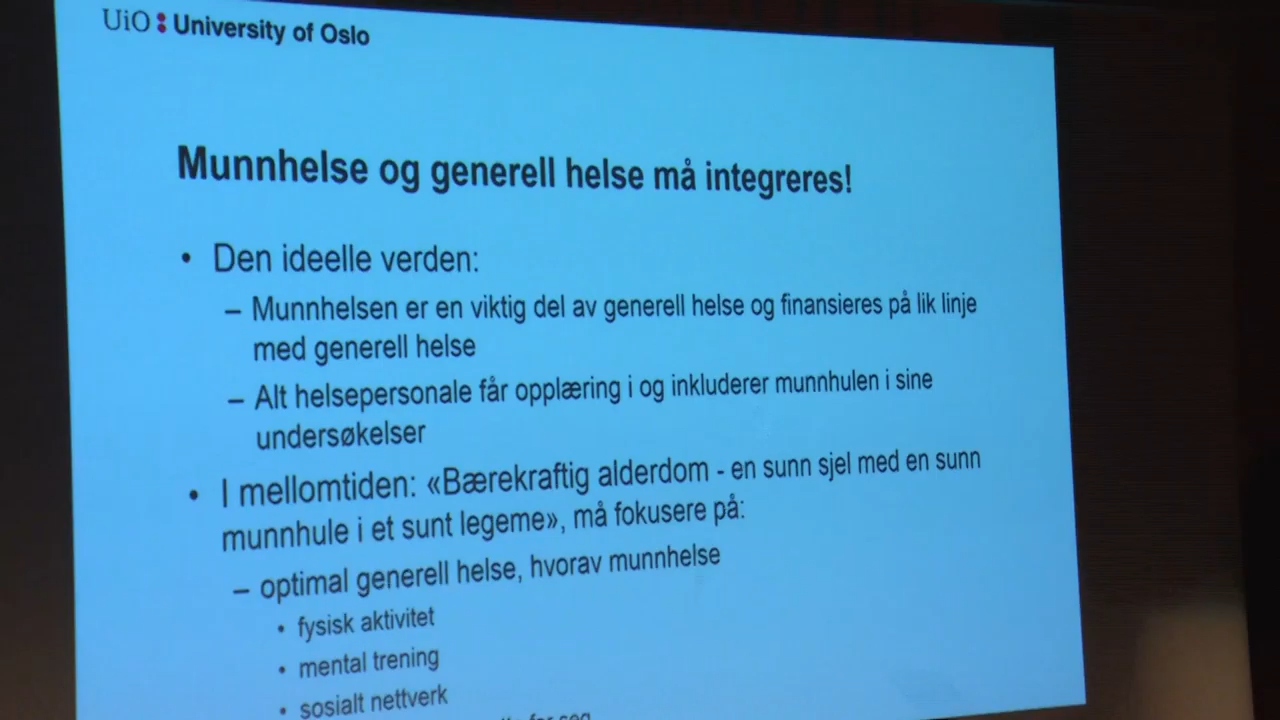 UiO : University of Oslo
Munnhelse og generell helse må integreres!
• Den ideelle verden:
– Munnhelsen er en viktig del av generell helse og finansieres på lik linje
med generell helse
– Alt helsepersonale får opplæring i og inkluderer munnhulen i sine
undersøkelser
• I mellomtiden: «Bærekraftig alderdom - en sunn sjel med en sunn
munnhule i et sunt legeme», må fokusere på:
– optimal generell helse, hvorav munnhelse
• fysisk aktivitet
• mental trening
• sosialt nettverk
for seg